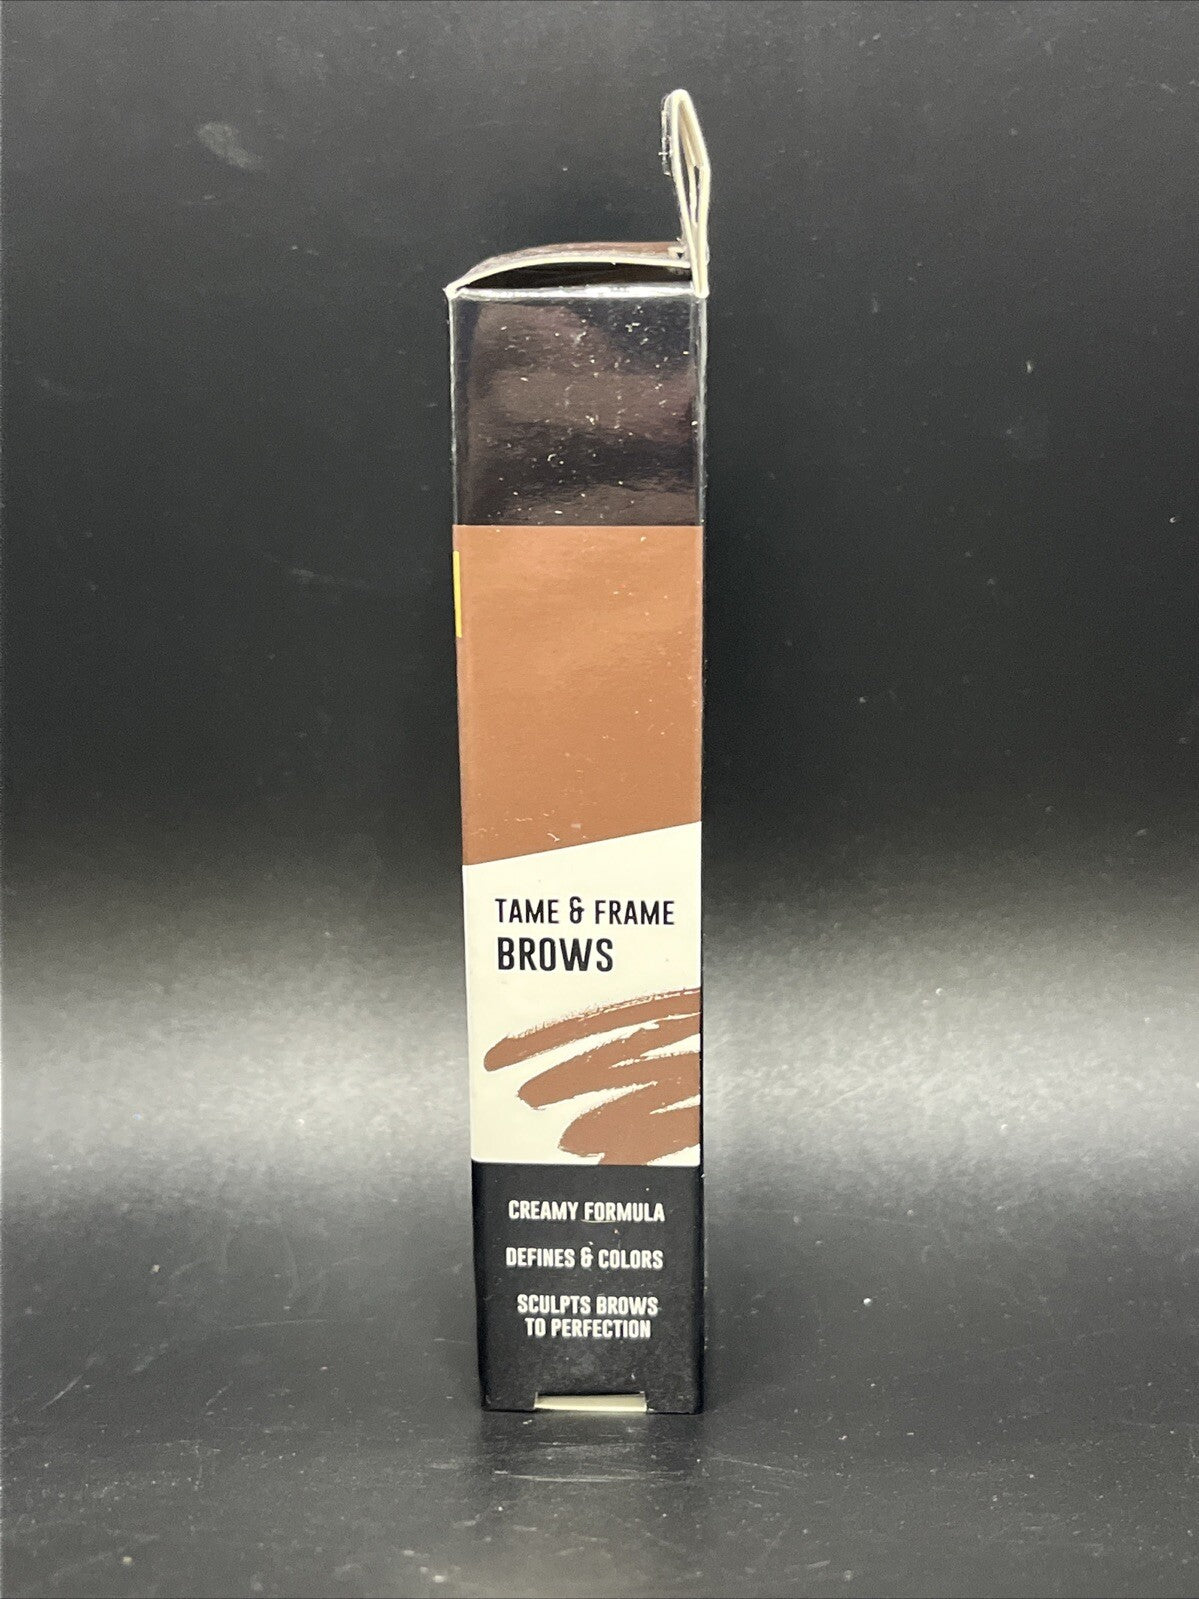 TAME & FRAME
BROWS
CREAMY FORMULA
DEFINES & COLORS
SCULPTS BROWS
TO PERFECTION